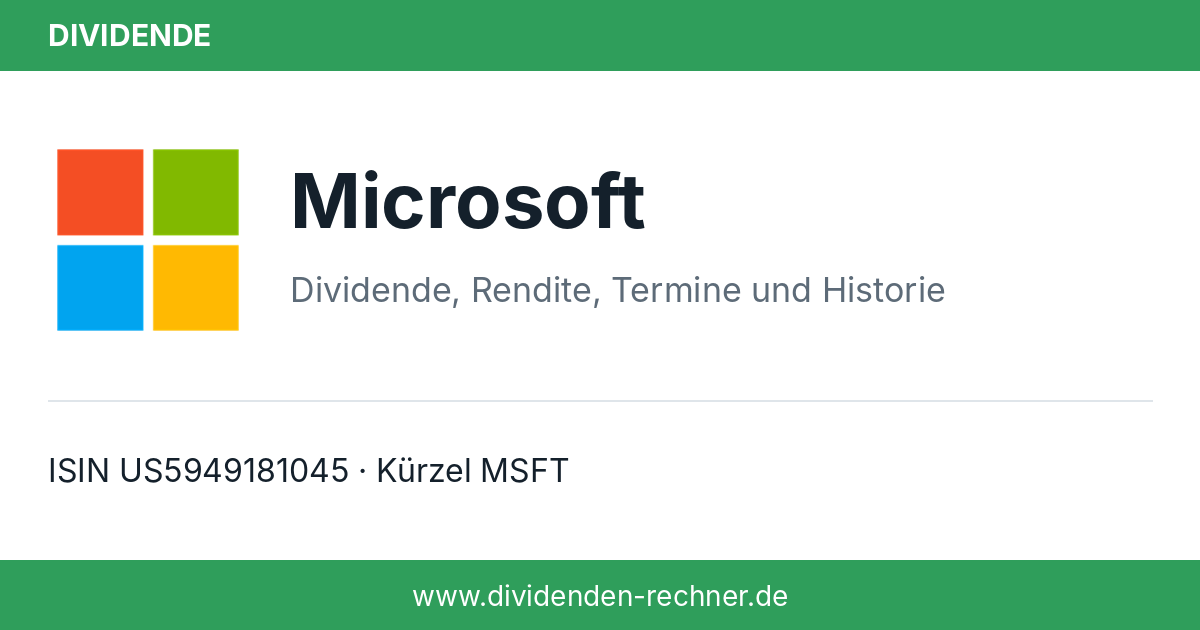 DIVIDENDE
Microsoft
Dividende, Rendite, Termine und Historie
ISIN US5949181045 · Kürzel MSFT
www.dividenden-rechner.de